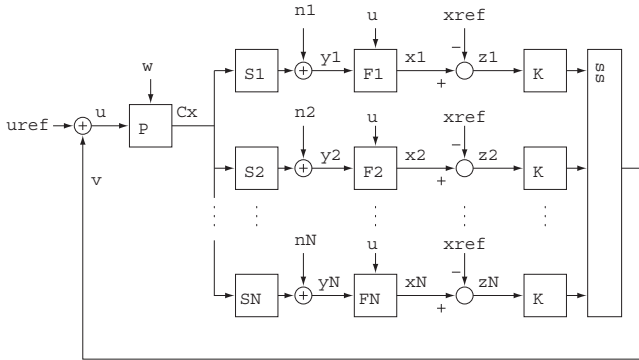 n1 u xref
w S1 y1 F1 x1 − z1 K ss
+ +
uref u P Cx n2 u xref
+ S2 + y2 F2 x2 − z2 K
v +
nN u xref
SN + yN FN xN − zN K
+